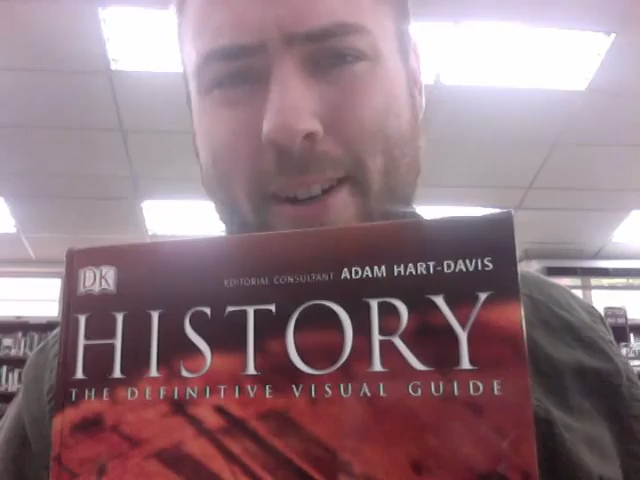 DK
EDITORIAL CONSULTANT ADAM HART-DAVIS
HISTORY
THE DEFINITIVE VISUAL GUIDE